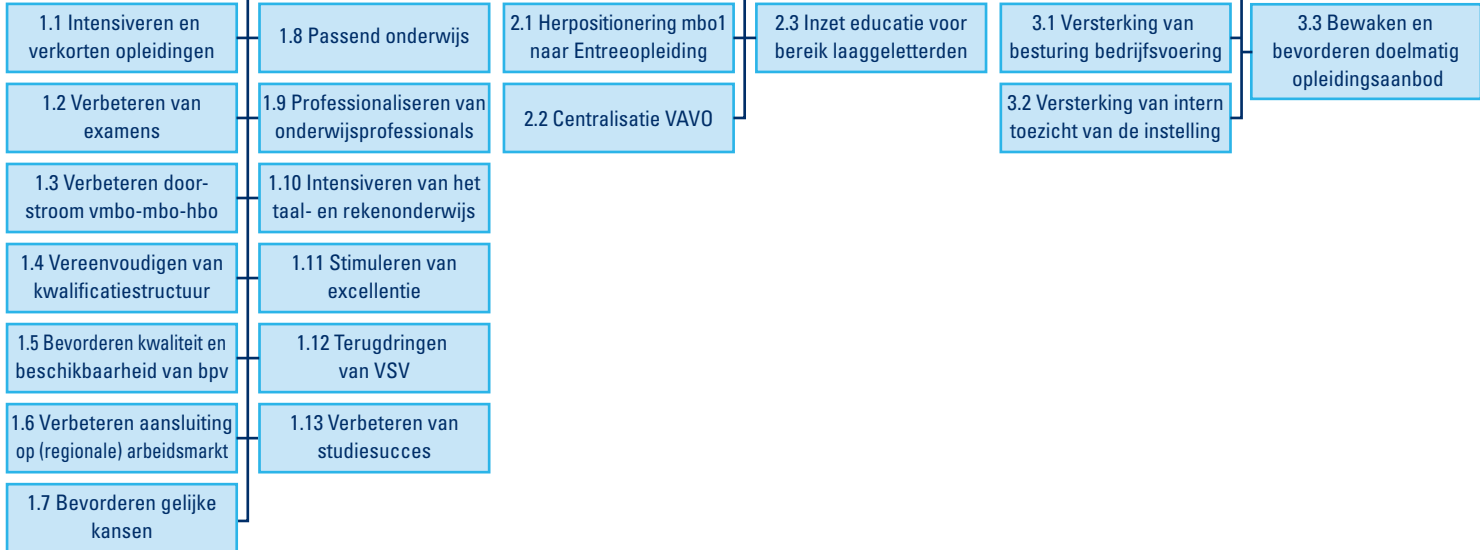 1.1 Intensiveren en
verkorten opleidingen
1.2 Verbeteren van
examens
1.3 Verbeteren door-
stroom vmbo-mbo-hbo
1.4 Vereenvoudigen van
kwalificatiestructuur
1.5 Bevorderen kwaliteit en
beschikbaarheid van bpv
1.6 Verbeteren aansluiting
op (regionale) arbeidsmarkt
1.7 Bevorderen gelijke
kansen
1.8 Passend onderwijs
1.9 Professionaliseren van
onderwijsprofessionals
1.10 Intensiveren van het
taal- en rekenonderwijs
1.11 Stimuleren van
excellentie
1.12 Terugdringen
van VSV
1.13 Verbeteren van
studiesucces
2.1 Herpositionering mbo1
naar Entreeopleiding
2.2 Centralisatie VAVO
2.3 Inzet educatie voor
bereik laaggeletterden
3.1 Versterking van
besturing bedrijfsvoering
3.2 Versterking van intern
toezicht van de instelling
3.3 Bewaken en
bevorderen doelmatig
opleidingsaanbod